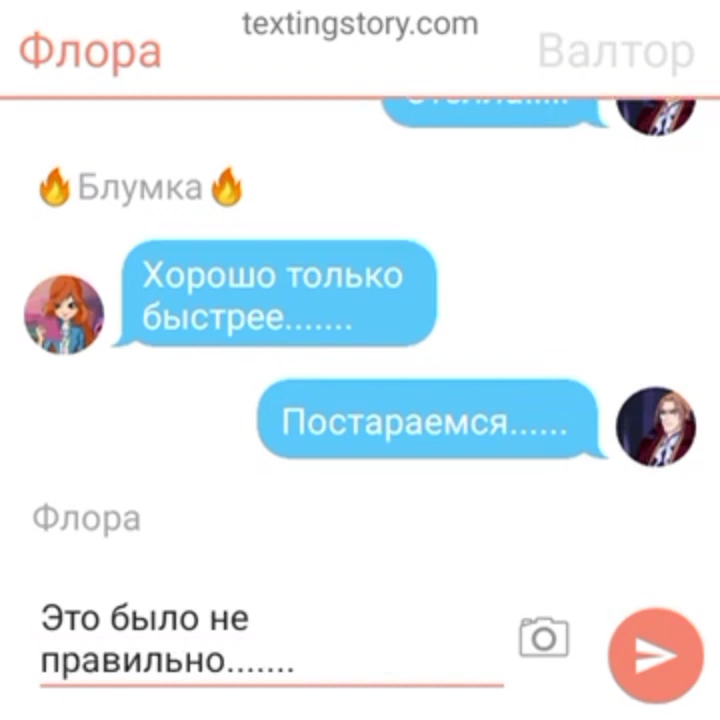 textingstory.com
Флора
Валтор
🔥Блумка🔥
Хорошо только
быстрее.......
Постараемся......
Флора
Это было не
правильно.......